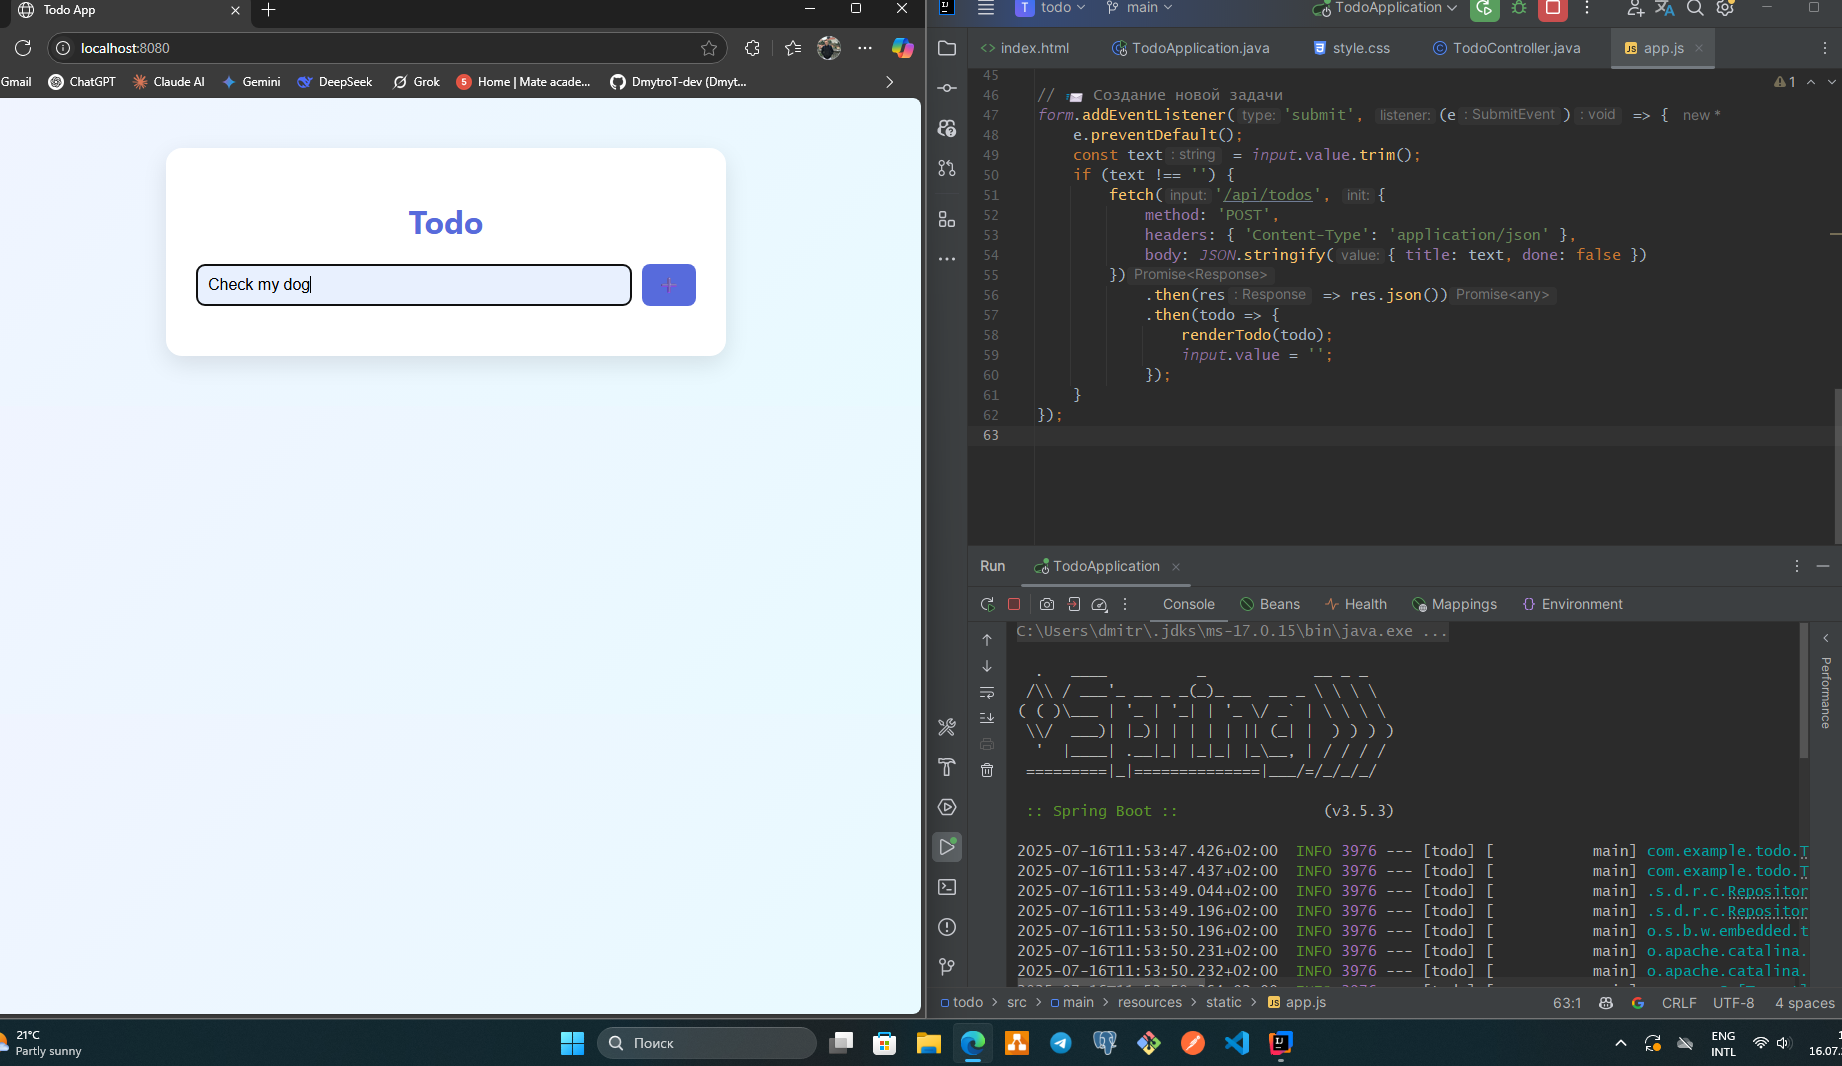 Todo App
localhost:8080
Gmail
ChatGPT
Claude AI
Gemini
DeepSeek
Grok
Home | Mate acade...
DmytroT-dev (Dmyt...
Todo
Check my dog
21°C
Partly sunny
T todo
main
TodoApplication
index.html
TodoApplication.java
style.css
TodoController.java
app.js
1
45
46 // 📨 Создание новой задачи
47 form.addEventListener( type: 'submit', listener: (e : SubmitEvent ) : void => { new *
48 e.preventDefault();
49 const text : string = input.value.trim();
50 if (text !== '') {
51 fetch( input: '/api/todos', init: {
52 method: 'POST',
53 headers: { 'Content-Type': 'application/json' },
54 body: JSON.stringify( value: { title: text, done: false })
55 }) Promise<Response>
56 .then(res : Response => res.json()) Promise<any>
57 .then(todo => {
58 renderTodo(todo);
59 input.value = '';
60 });
61 }
62 });
63
Run
TodoApplication
Console
Beans
Health
Mappings
Environment
C:\Users\dmitr\.jdks\ms-17.0.15\bin\java.exe ...
Performance
:: Spring Boot :: (v3.5.3)
2025-07-16T11:53:47.426+02:00 INFO 3976 --- [todo] [ main] com.example.todo.T
2025-07-16T11:53:47.437+02:00 INFO 3976 --- [todo] [ main] com.example.todo.T
2025-07-16T11:53:49.044+02:00 INFO 3976 --- [todo] [ main] .s.d.r.c.Repositor
2025-07-16T11:53:49.196+02:00 INFO 3976 --- [todo] [ main] .s.d.r.c.Repositor
2025-07-16T11:53:50.196+02:00 INFO 3976 --- [todo] [ main] o.s.b.w.embedded.t
2025-07-16T11:53:50.231+02:00 INFO 3976 --- [todo] [ main] o.apache.catalina.
2025-07-16T11:53:50.232+02:00 INFO 3976 --- [todo] [ main] o.apache.catalina.
todo > src > main > resources > static > app.js
63:1
CRLF
UTF-8
4 spaces
Поиск
ENG
INTL
16.07.